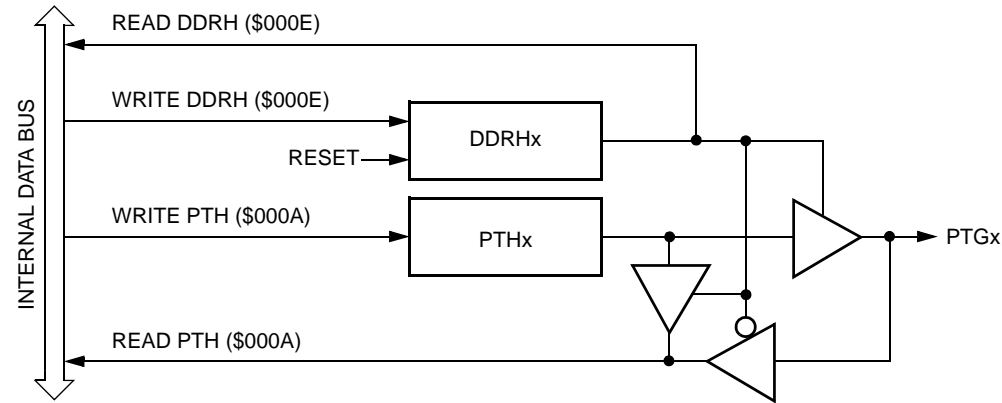 READ DDRH ($000E)
WRITE DDRH ($000E)
DDRHx
RESET
WRITE PTH ($000A)
PTHx
PTGx
READ PTH ($000A)
INTERNAL DATA BUS